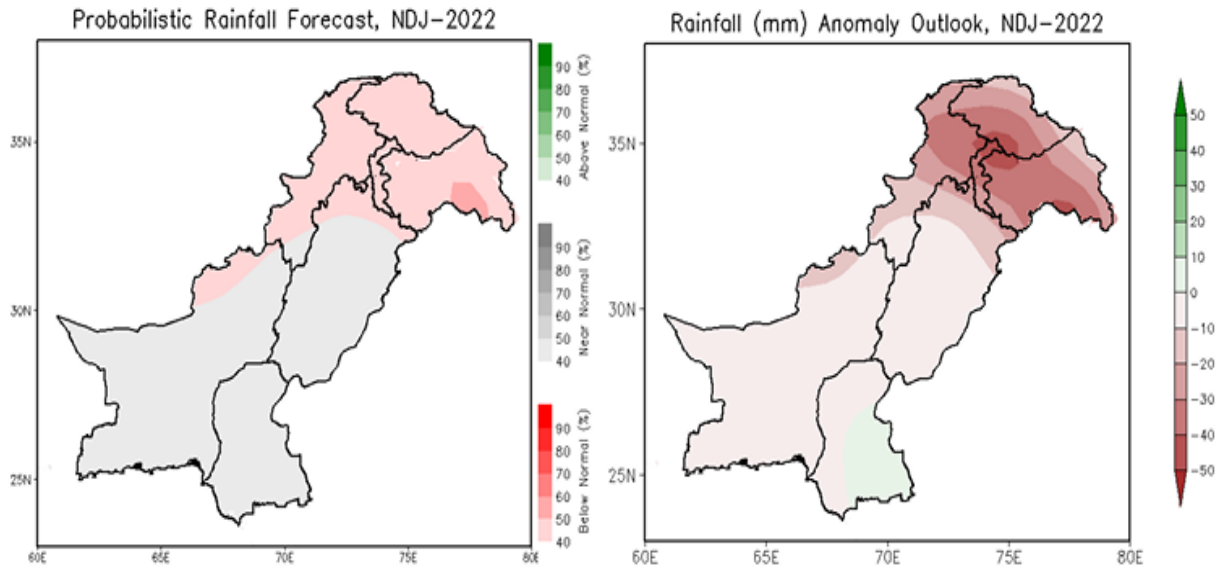 Probabilistic Rainfall Forecast, NDJ-2022
35N
30N
25N
60E
65E
70E
75E
80E
90
80
70
60
50
40
Above Normal (%)
90
80
70
60
50
40
Near Normal (%)
90
80
70
60
50
40
Below Normal (%)
Rainfall (mm) Anomaly Outlook, NDJ-2022
35N
30N
25N
60E
65E
70E
75E
80E
50
40
30
20
10
0
-10
-20
-30
-40
-50